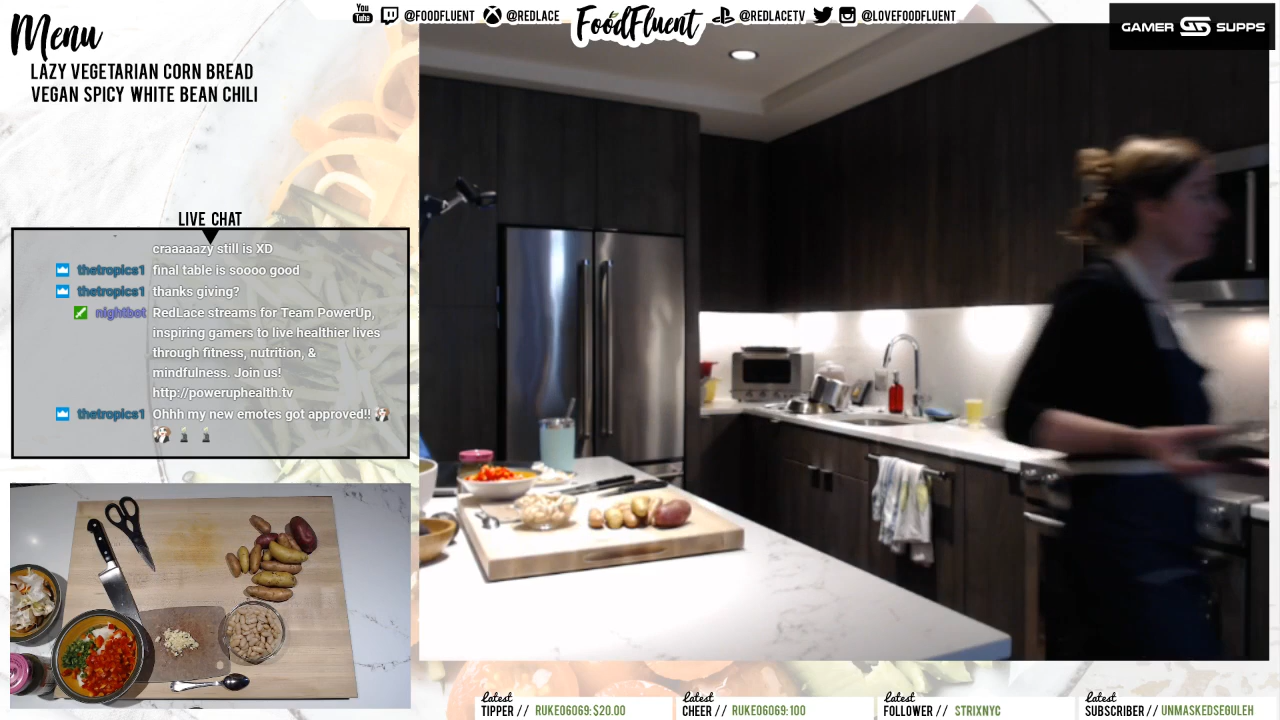 You
Tube
@FOODFLUENT
@REDLACE
FoodFluent
@REDLACETV
@LOVEFOODFLUENT
GAMER SUPPS
Menu
LAZY VEGETARIAN CORN BREAD
VEGAN SPICY WHITE BEAN CHILI
LIVE CHAT
craaaaazy still is XD
thetropics1 final table is soooo good
thetropics1 thanks giving?
nightbot RedLace streams for Team PowerUp,
inspiring gamers to live healthier lives
through fitness, nutrition, &
mindfulness. Join us!
http://poweruphealth.tv
thetropics1 Ohhh my new emotes got approved!!
latest
TIPPER // RUKE06069: $20.00
latest
CHEER // RUKE06069: 100
latest
FOLLOWER // STRIXNYC
latest
SUBSCRIBER // UNMASKEDSEGULEH